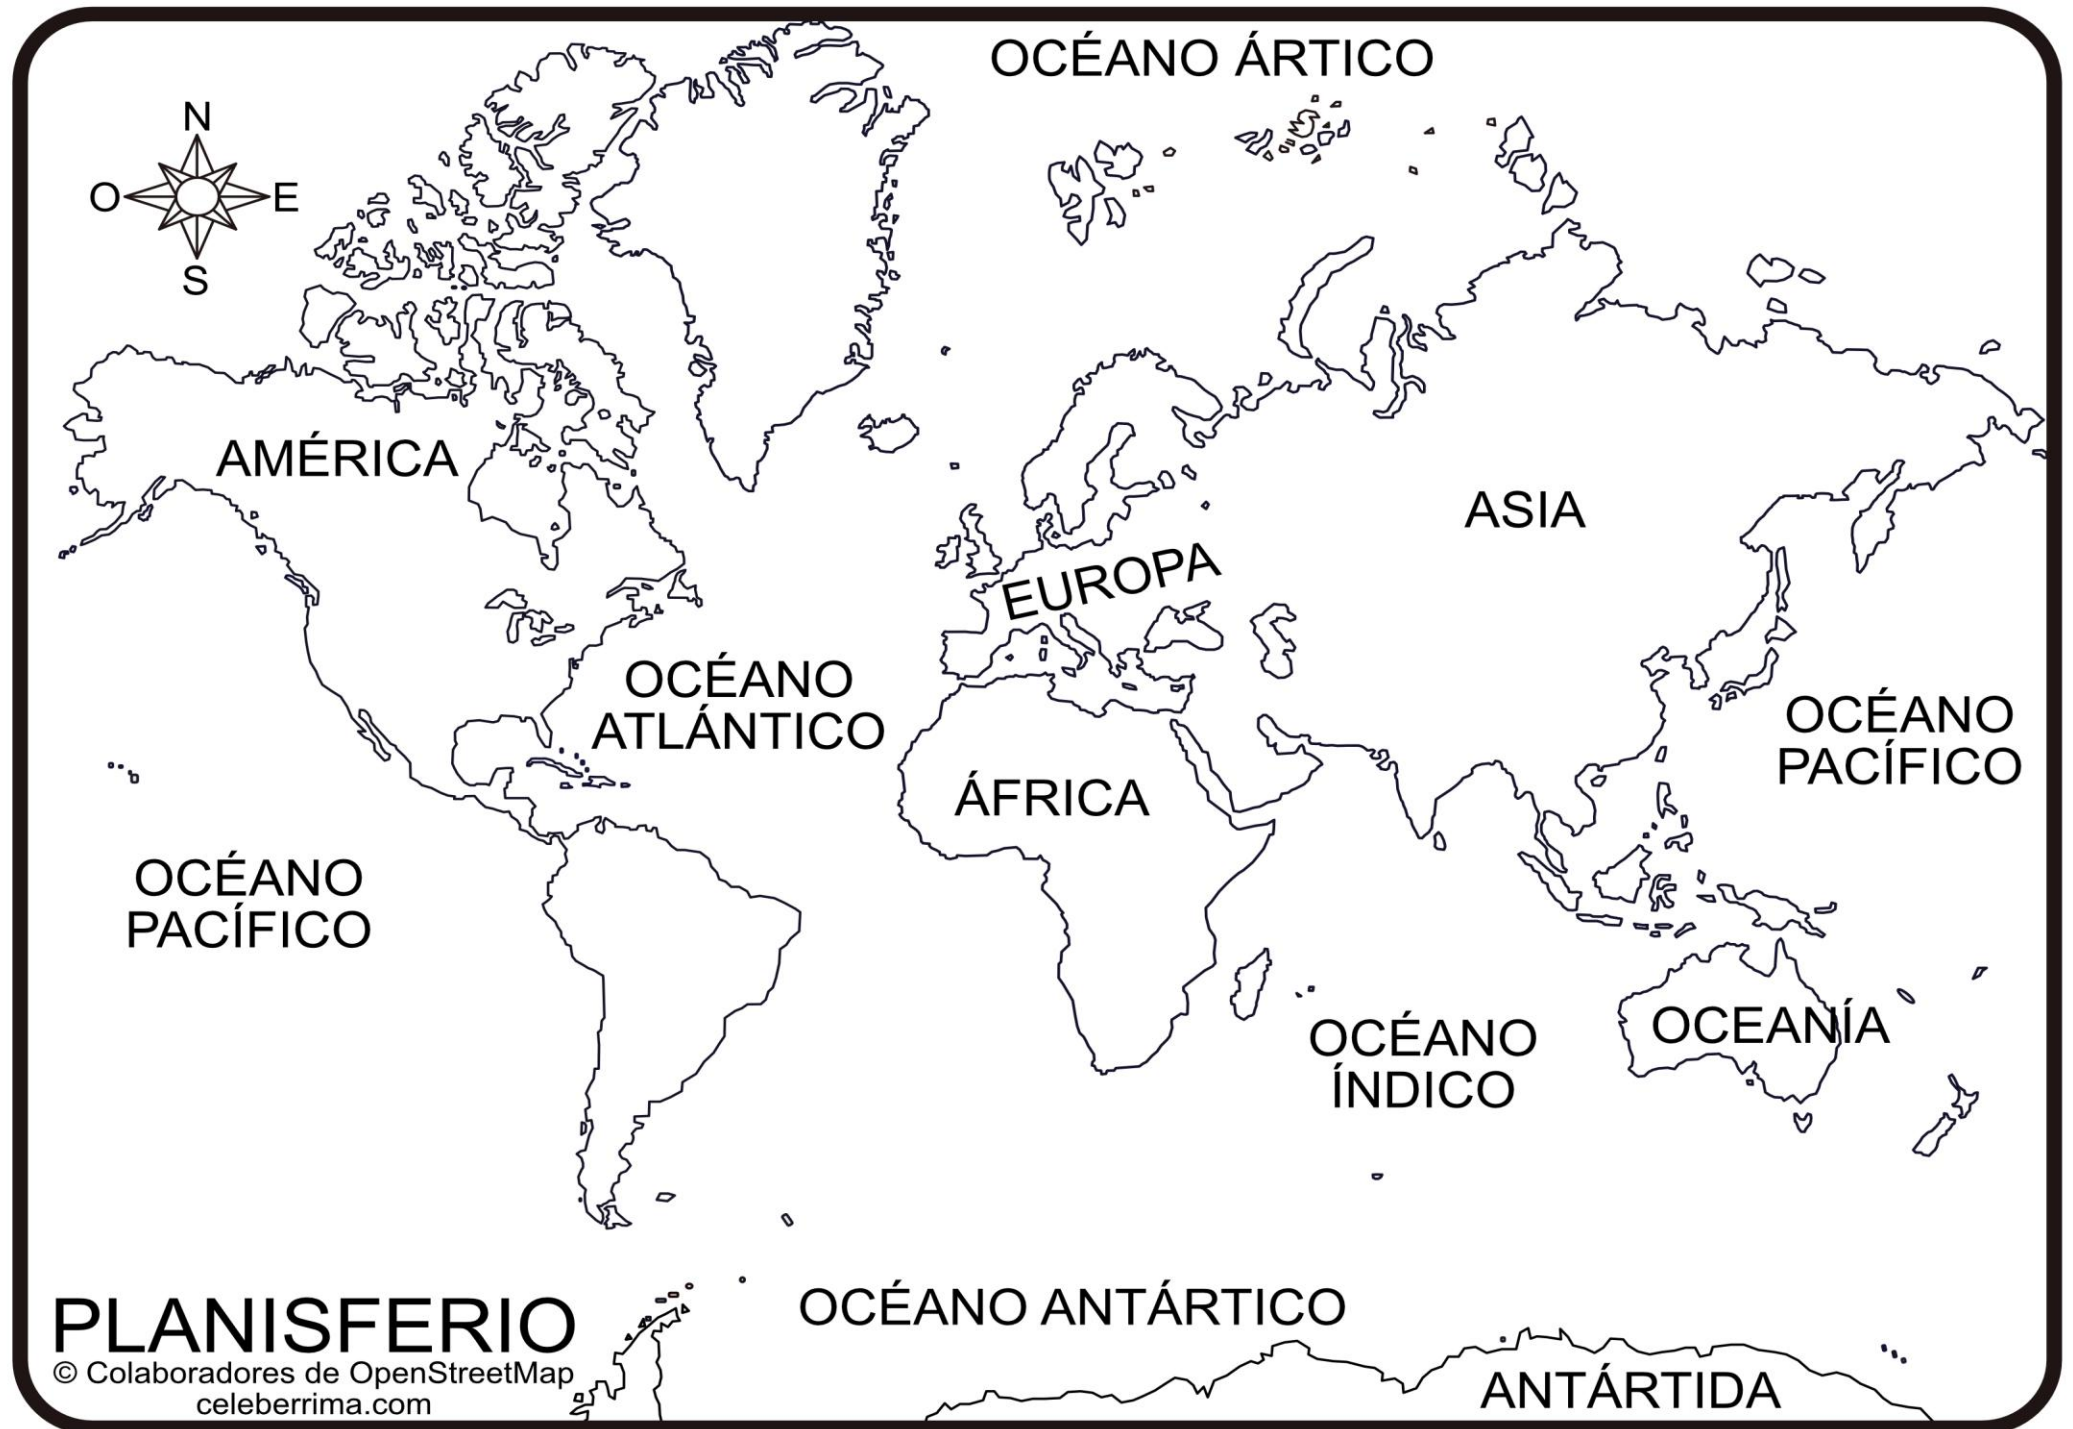 OCÉANO ÁRTICO
N
O
E
S
AMÉRICA
ASIA
EUROPA
OCÉANO
ATLÁNTICO
OCÉANO
PACÍFICO
ÁFRICA
OCÉANO
PACÍFICO
OCÉANO
ÍNDICO
OCEANÍA
OCÉANO ANTÁRTICO
ANTÁRTIDA
PLANISFERIO
© Colaboradores de OpenStreetMap
celeberrima.com